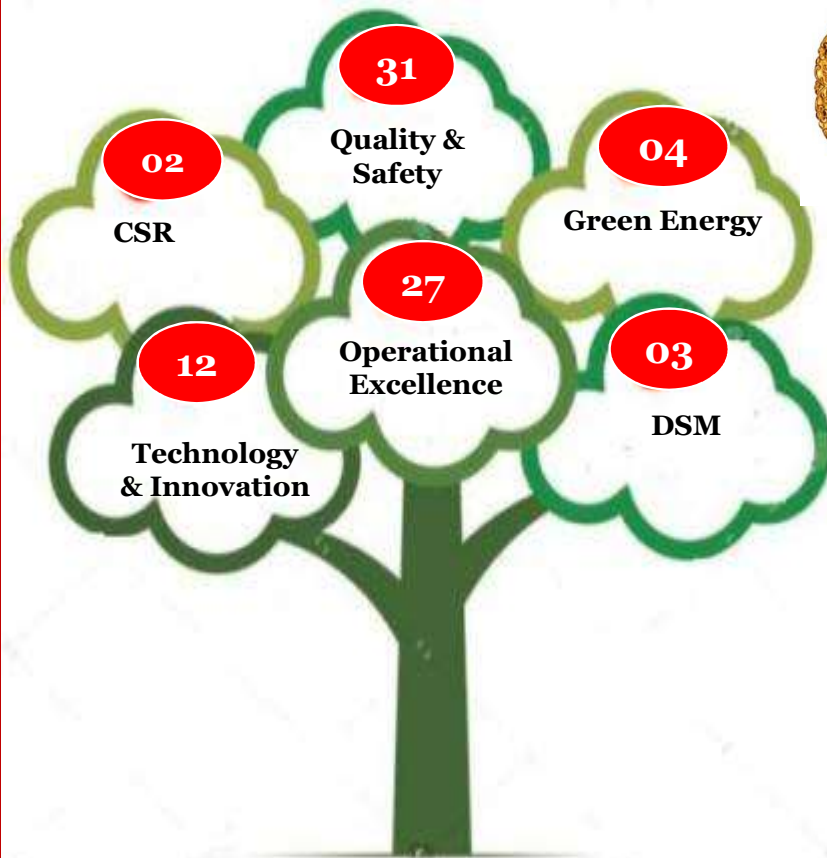 31
Quality &
Safety
02
CSR
04
Green Energy
27
Operational
Excellence
12
Technology
& Innovation
03
DSM